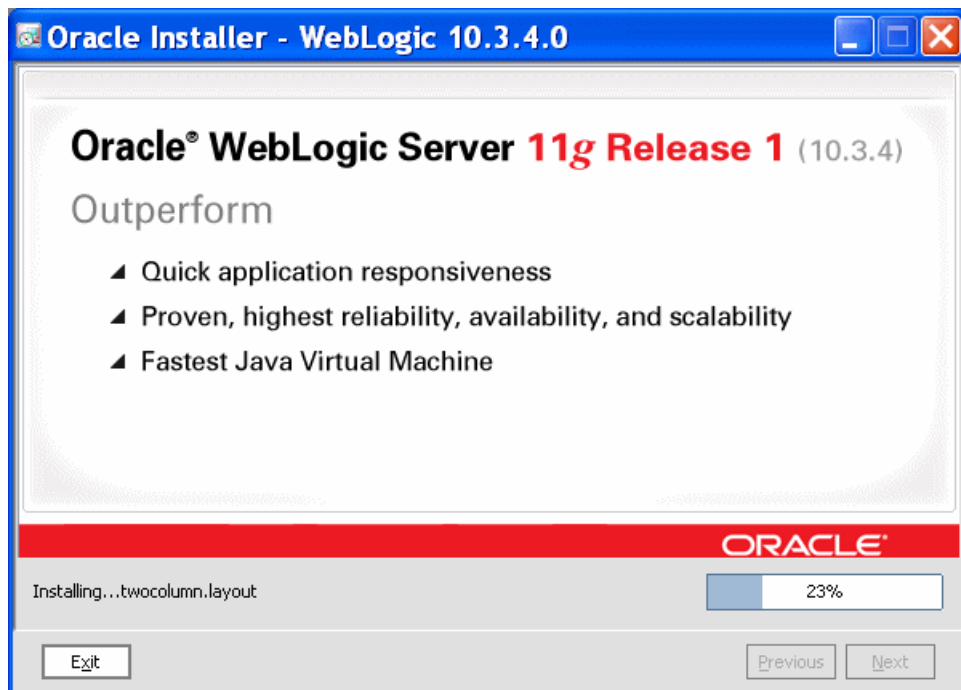 Oracle Installer - WebLogic 10.3.4.0
Oracle® WebLogic Server 11g Release 1 (10.3.4)
Outperform
Quick application responsiveness
Proven, highest reliability, availability, and scalability
Fastest Java Virtual Machine
ORACLE®
Installing...twocolumn.layout
23%
Exit
Previous
Next